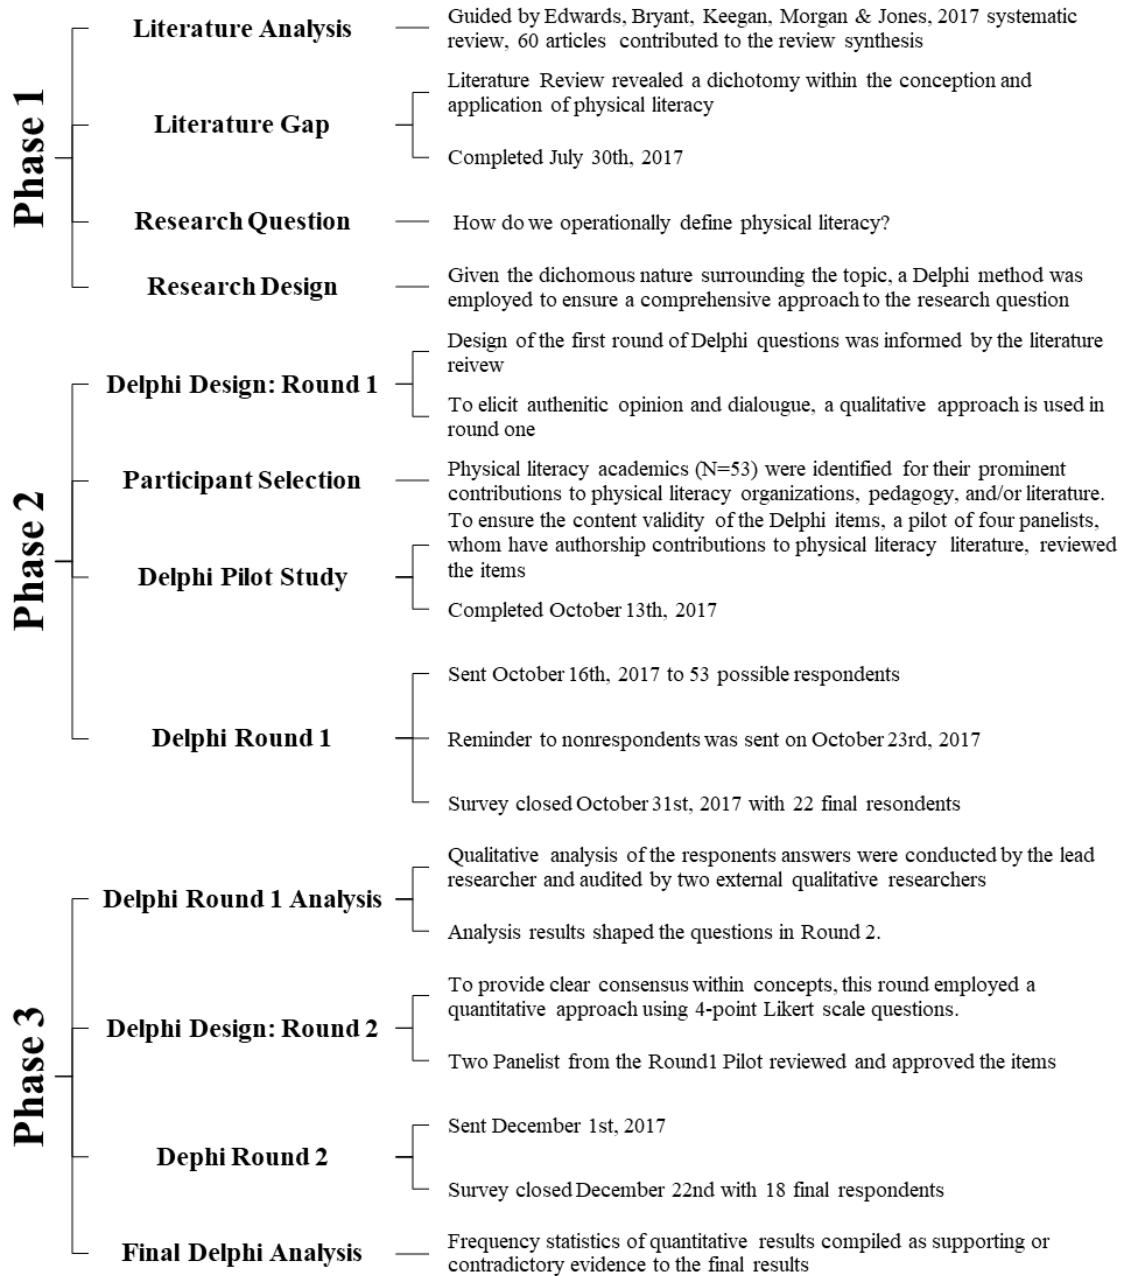 Phase 1
Literature Analysis
Guided by Edwards, Bryant, Keegan, Morgan & Jones, 2017 systematic
review, 60 articles contributed to the review synthesis
Literature Gap
Literature Review revealed a dichotomy within the conception and
application of physical literacy
Completed July 30th, 2017
Research Question
How do we operationally define physical literacy?
Research Design
Given the dichomous nature surrounding the topic, a Delphi method was
employed to ensure a comprehensive approach to the research question
Phase 2
Delphi Design: Round 1
Design of the first round of Delphi questions was informed by the literature
reivew
To elicit authenitic opinion and dialougue, a qualitative approach is used in
round one
Participant Selection
Physical literacy academics (N=53) were identified for their prominent
contributions to physical literacy organizations, pedagogy, and/or literature.
Delphi Pilot Study
To ensure the content validity of the Delphi items, a pilot of four panelists,
whom have authorship contributions to physical literacy literature, reviewed
the items
Completed October 13th, 2017
Delphi Round 1
Sent October 16th, 2017 to 53 possible respondents
Reminder to nonrespondents was sent on October 23rd, 2017
Survey closed October 31st, 2017 with 22 final resondents
Phase 3
Delphi Round 1 Analysis
Qualitative analysis of the responents answers were conducted by the lead
researcher and audited by two external qualitative researchers
Analysis results shaped the questions in Round 2.
Delphi Design: Round 2
To provide clear consensus within concepts, this round employed a
quantitative approach using 4-point Likert scale questions.
Two Panelist from the Round1 Pilot reviewed and approved the items
Dephi Round 2
Sent December 1st, 2017
Survey closed December 22nd with 18 final respondents
Final Delphi Analysis
Frequency statistics of quantitative results compiled as supporting or
contradictory evidence to the final results